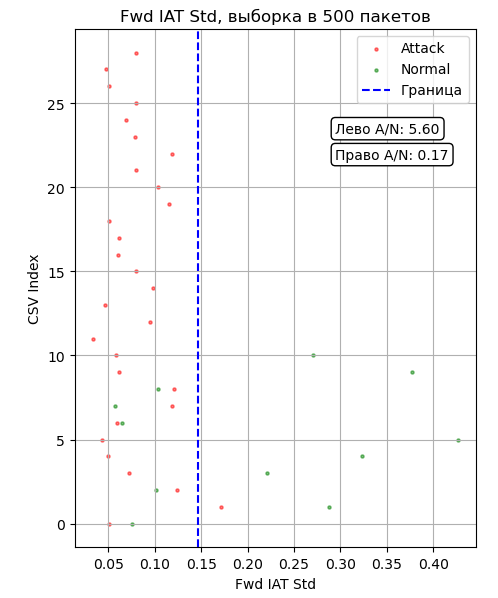 Fwd IAT Std, выборка в 500 пакетов
Attack
Normal
Граница
Лево A/N: 5.60
Право A/N: 0.17
25
20
15
10
5
0
CSV Index
0.05 0.10 0.15 0.20 0.25 0.30 0.35 0.40
Fwd IAT Std